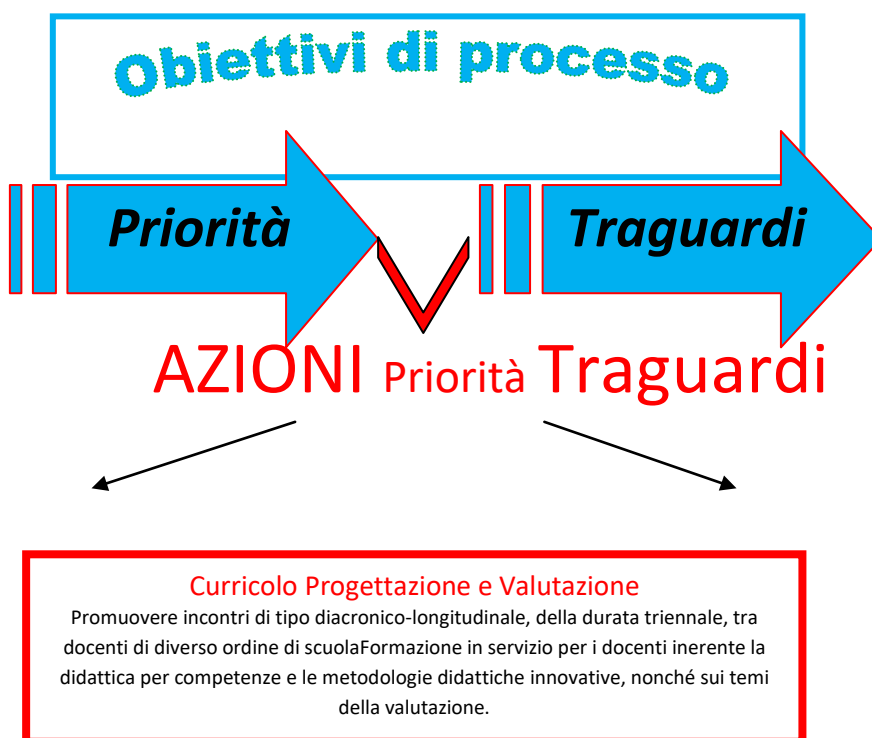 Obiettivi di processo
Priorità
Traguardi
AZIONI Priorità Traguardi
Curricolo Progettazione e Valutazione
Promuovere incontri di tipo diacronico-longitudinale, della durata triennale, tra
docenti di diverso ordine di scuolaFormazione in servizio per i docenti inerente la
didattica per competenze e le metodologie didattiche innovative, nonché sui temi
della valutazione.